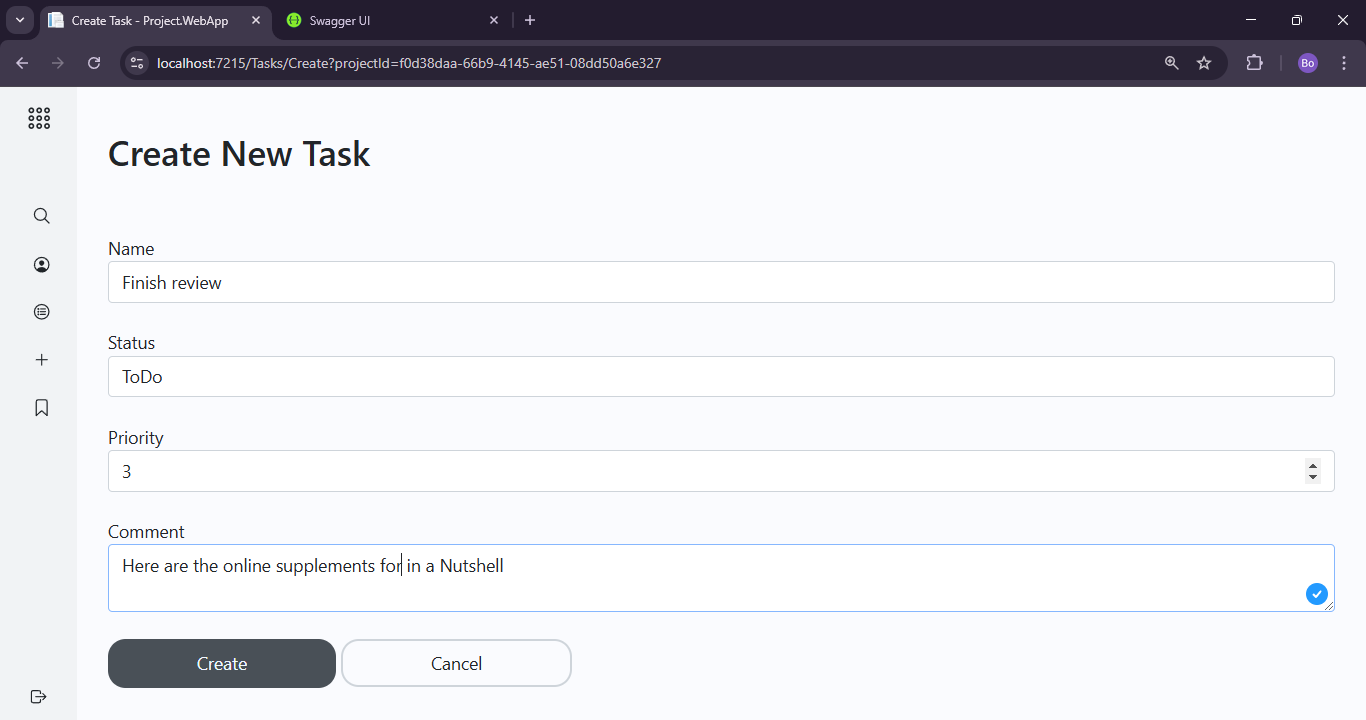 Create Task - Project.WebApp
Swagger UI
localhost:7215/Tasks/Create?projectId=f0d38daa-66b9-4145-ae51-08dd50a6e327
Bo
Create New Task
Name
Finish review
Status
ToDo
Priority
3
Comment
Here are the online supplements for in a Nutshell
Create
Cancel